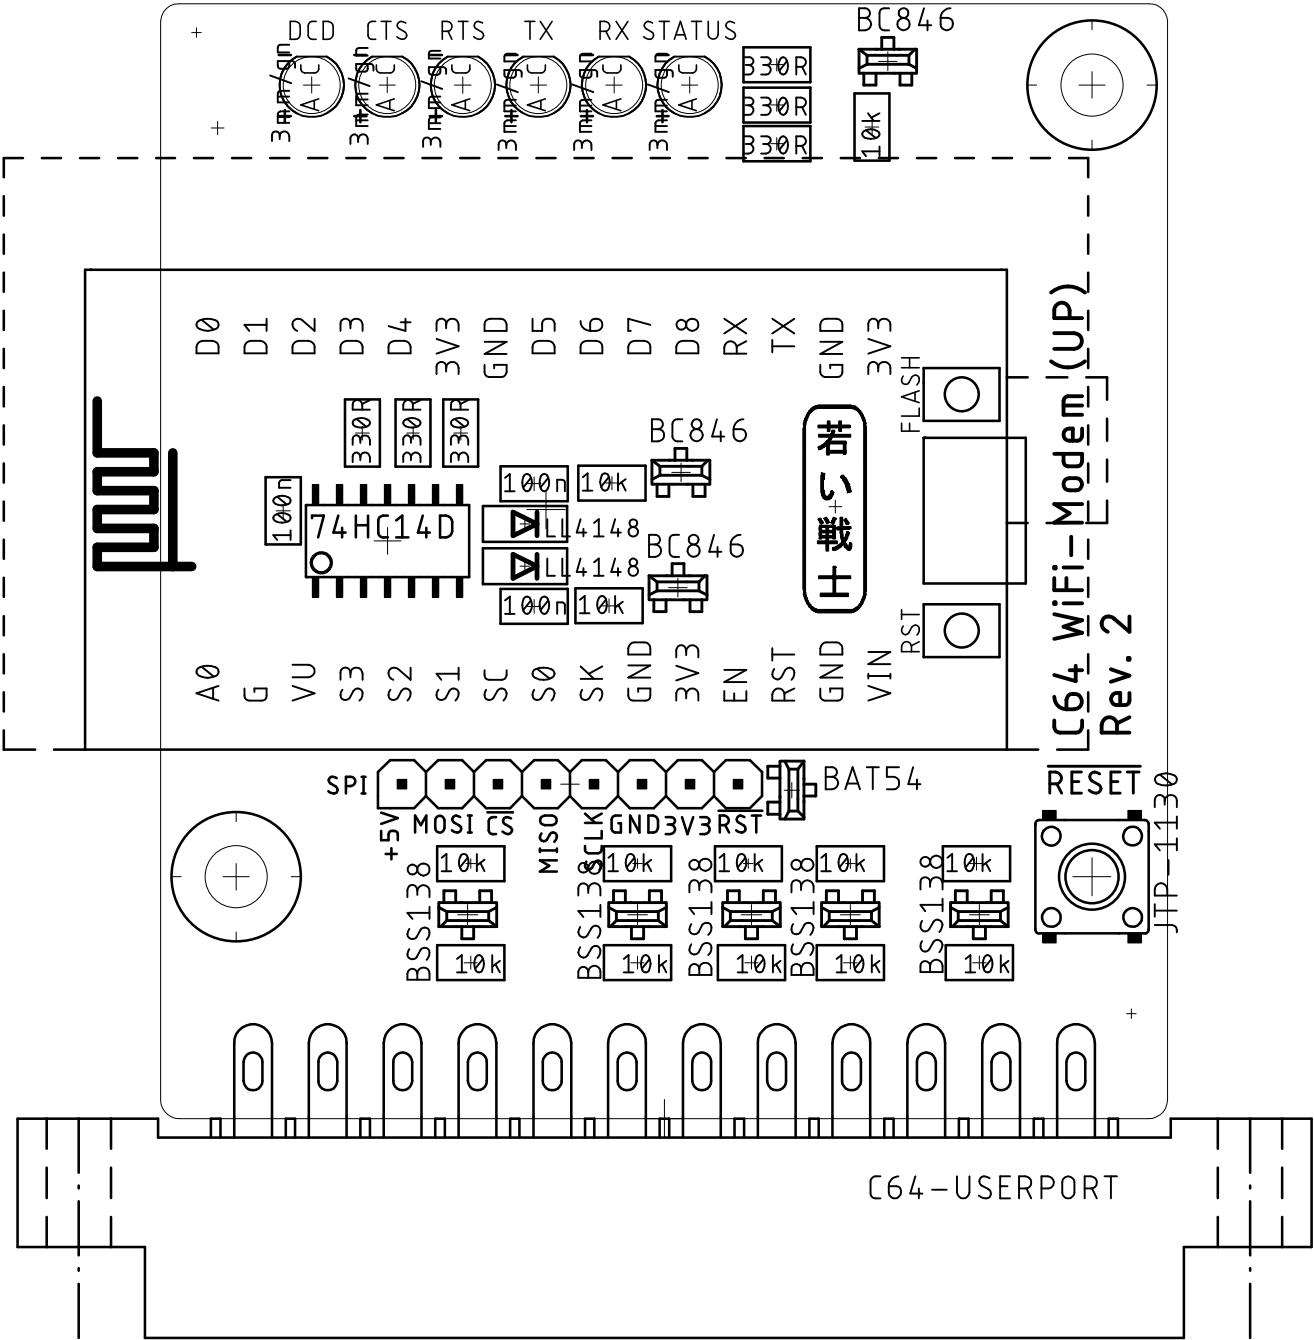 DCD CTS RTS TX RX STATUS
BC846
3mm/gn 3mm/gn 3mm/gn 3mm/gn 3mm/gn 3mm/gn
A C A C A C A C A C A C
330R
330R
330R
10k
D0 D1 D2 D3 D4 3V3 GND D5 D6 D7 D8 RX TX GND 3V3
FLASH
330R 330R 330R
BC846
100n
100n 10k
74HC14D
LL4148
LL4148
BC846
100n 10k
若い戦士
RST
C64 WiFi-Modem (UP)
Rev. 2
A0 G VU S3 S2 S1 SC S0 SK GND 3V3 EN RST GND VIN
SPI
BAT54
RESET
JTP-1130
+5V MOSI CS MISO SCLK GND 3V3 RST
10k 10k 10k 10k 10k
BSS138 BSS138 BSS138 BSS138 BSS138
10k 10k 10k 10k 10k
C64-USERPORT